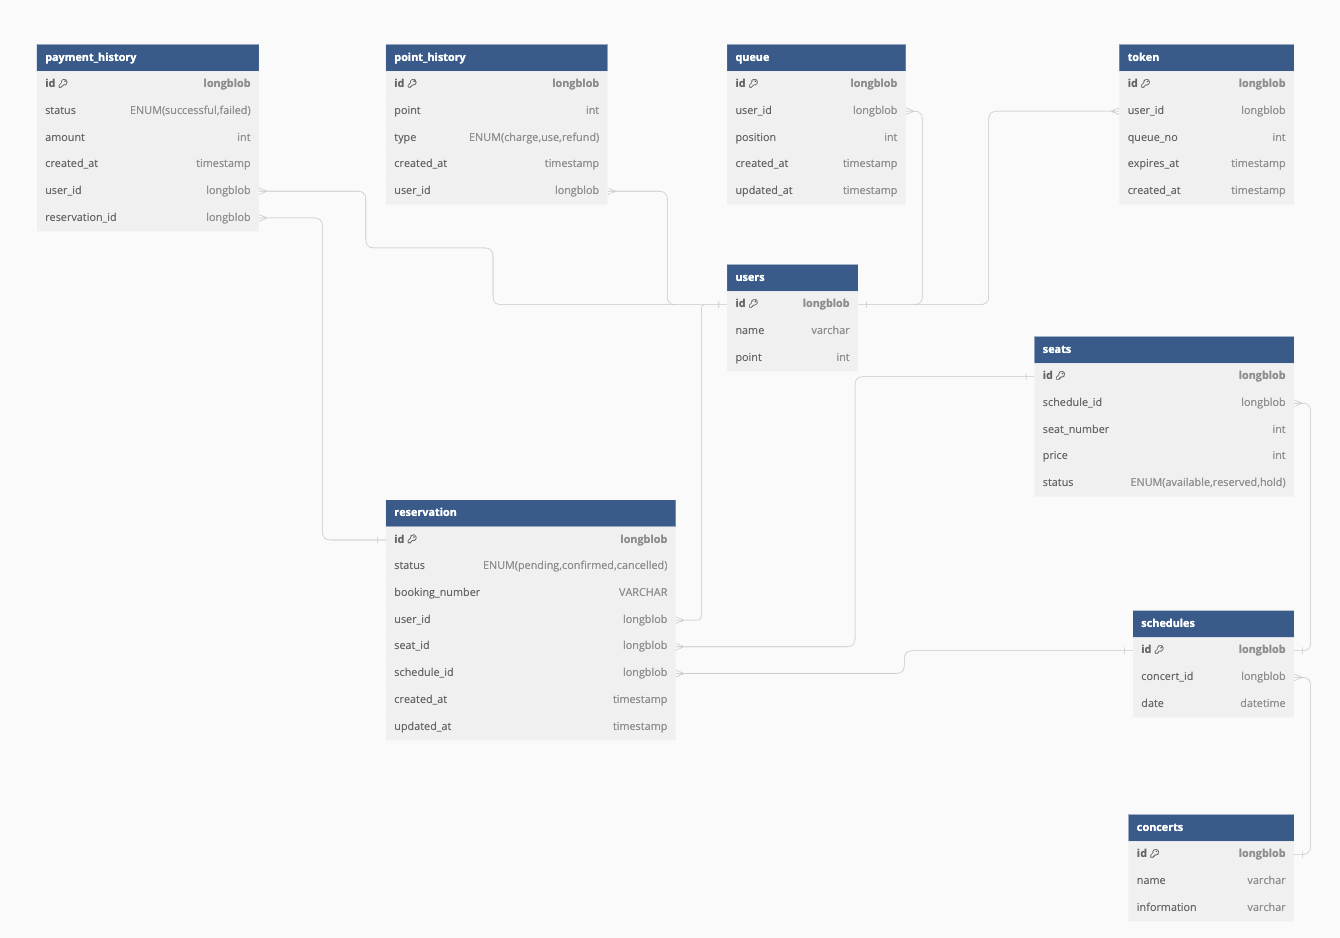 payment_history
id longblob
status ENUM(successful,failed)
amount int
created_at timestamp
user_id longblob
reservation_id longblob
point_history
id longblob
point int
type ENUM(charge,use,refund)
created_at timestamp
user_id longblob
queue
id longblob
user_id longblob
position int
created_at timestamp
updated_at timestamp
token
id longblob
user_id longblob
queue_no int
expires_at timestamp
created_at timestamp
users
id longblob
name varchar
point int
seats
id longblob
schedule_id longblob
seat_number int
price int
status ENUM(available,reserved,hold)
reservation
id longblob
status ENUM(pending,confirmed,cancelled)
booking_number VARCHAR
user_id longblob
seat_id longblob
schedule_id longblob
created_at timestamp
updated_at timestamp
schedules
id longblob
concert_id longblob
date datetime
concerts
id longblob
name varchar
information varchar